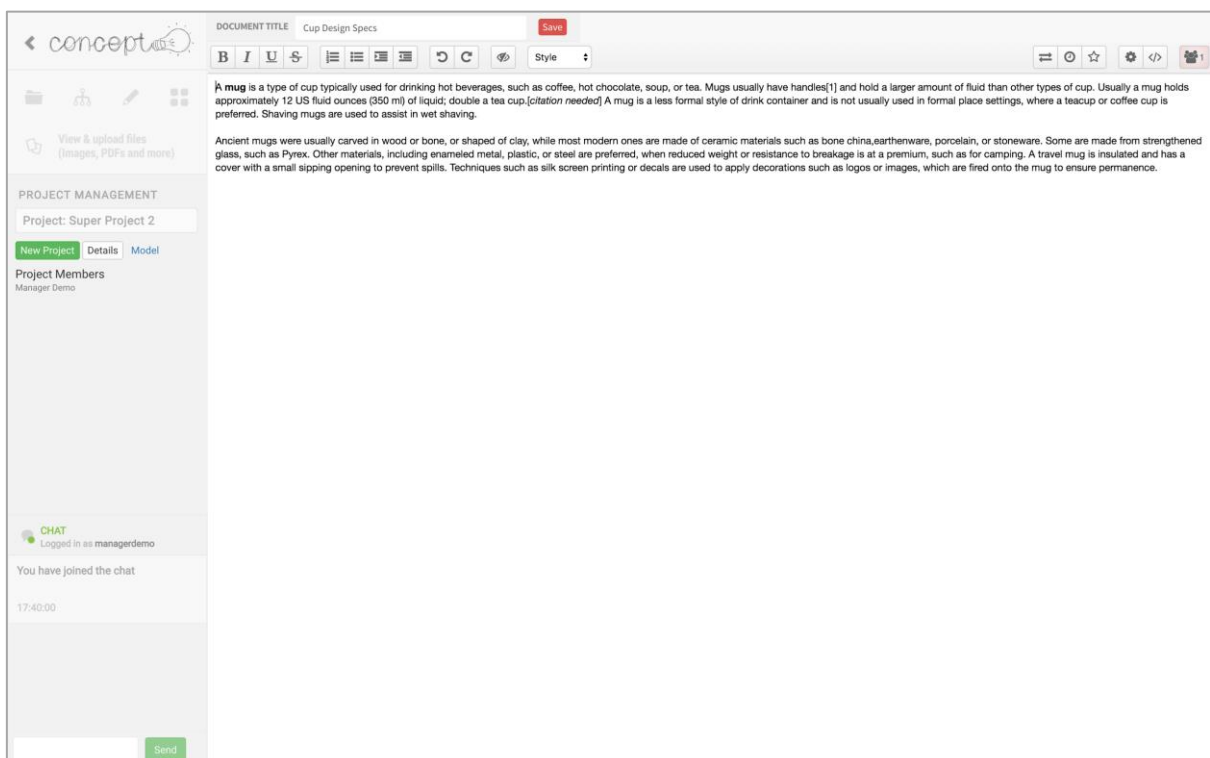 concept
View & upload files
(images, PDFs and more)
PROJECT MANAGEMENT
Project: Super Project 2
New Project Details Model
Project Members
Manager Demo
CHAT
Logged in as managerdemo
You have joined the chat
17:40:00
Send
DOCUMENT TITLE Cup Design Specs Save
B I U S Style 1
A mug is a type of cup typically used for drinking hot beverages, such as coffee, hot chocolate, soup, or tea. Mugs usually have handles[1] and hold a larger amount of fluid than other types of cup. Usually a mug holds
approximately 12 US fluid ounces (350 ml) of liquid; double a tea cup.[citation needed] A mug is a less formal style of drink container and is not usually used in formal place settings, where a teacup or coffee cup is
preferred. Shaving mugs are used to assist in wet shaving.
Ancient mugs were usually carved in wood or bone, or shaped of clay, while most modern ones are made of ceramic materials such as bone china,earthenware, porcelain, or stoneware. Some are made from strengthened
glass, such as Pyrex. Other materials, including enameled metal, plastic, or steel are preferred, when reduced weight or resistance to breakage is at a premium, such as for camping. A travel mug is insulated and has a
cover with a small sipping opening to prevent spills. Techniques such as silk screen printing or decals are used to apply decorations such as logos or images, which are fired onto the mug to ensure permanence.